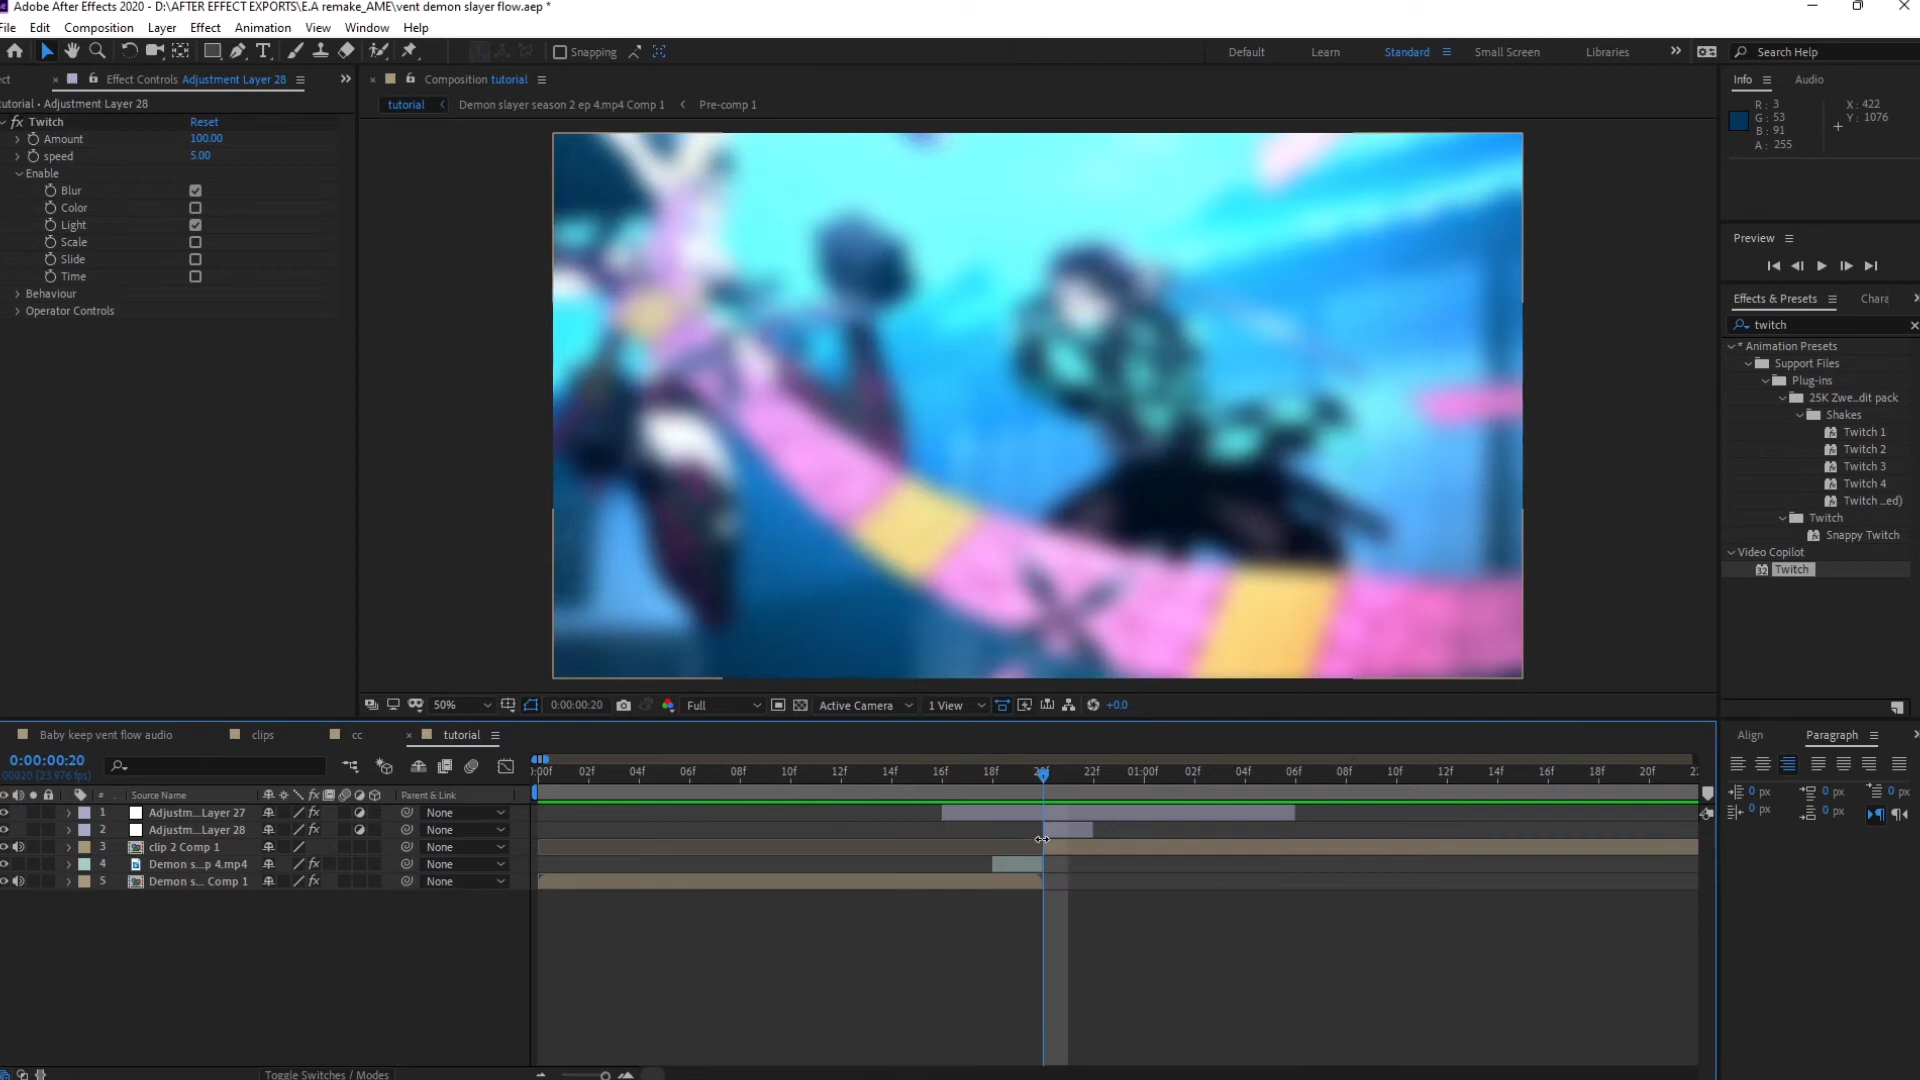 Adobe After Effects 2020 - D:\AFTER EFFECT EXPORTS\E.A remake_AME\vent demon slayer flow.aep *
File Edit Composition Layer Effect Animation View Window Help
Snapping
Default Learn Standard Small Screen Libraries Search Help
Effect Controls Adjustment Layer 28
Composition tutorial
Info Audio
tutorial • Adjustment Layer 28
tutorial Demon slayer season 2 ep 4.mp4 Comp 1 Pre-comp 1
R : 3
G : 53
B : 91
A : 255
X : 422
Y : 1076
fx Twitch Reset
Amount 100.00
speed 5.00
Enable
Blur
Color
Light
Scale
Slide
Time
Behaviour
Operator Controls
Preview
Effects & Presets Chara
twitch
* Animation Presets
Support Files
Plug-ins
25K Zwe...dit pack
Shakes
Twitch 1
Twitch 2
Twitch 3
Twitch 4
Twitch ...ed)
Twitch
Snappy Twitch
Video Copilot
Twitch
50% 0:00:00:20 Full Active Camera 1 View +0.0
Baby keep vent flow audio clips cc tutorial
Align Paragraph
0:00:00:20
00020 (23.976 fps)
02f 04f 06f 08f 10f 12f 14f 16f 18f 20f 22f 01:00f 02f 04f 06f 08f 10f 12f 14f 16f 18f 20f
# Source Name Parent & Link
1 Adjustm...Layer 27 None
2 Adjustm...Layer 28 None
3 clip 2 Comp 1 None
4 Demon s...p 4.mp4 None
5 Demon s... Comp 1 None
0 px 0 px 0 px
0 px 0 px
Toggle Switches / Modes